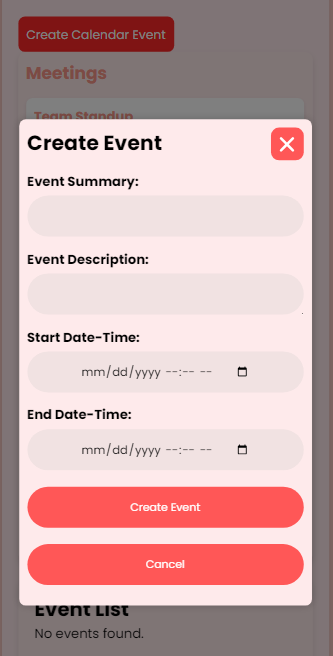 Create Calendar Event
Meetings
Team Standup
Create Event
Event Summary:
Event Description:
Start Date-Time:
mm/dd/yyyy --:-- --
End Date-Time:
mm/dd/yyyy --:-- --
Create Event
Cancel
Event List
No events found.